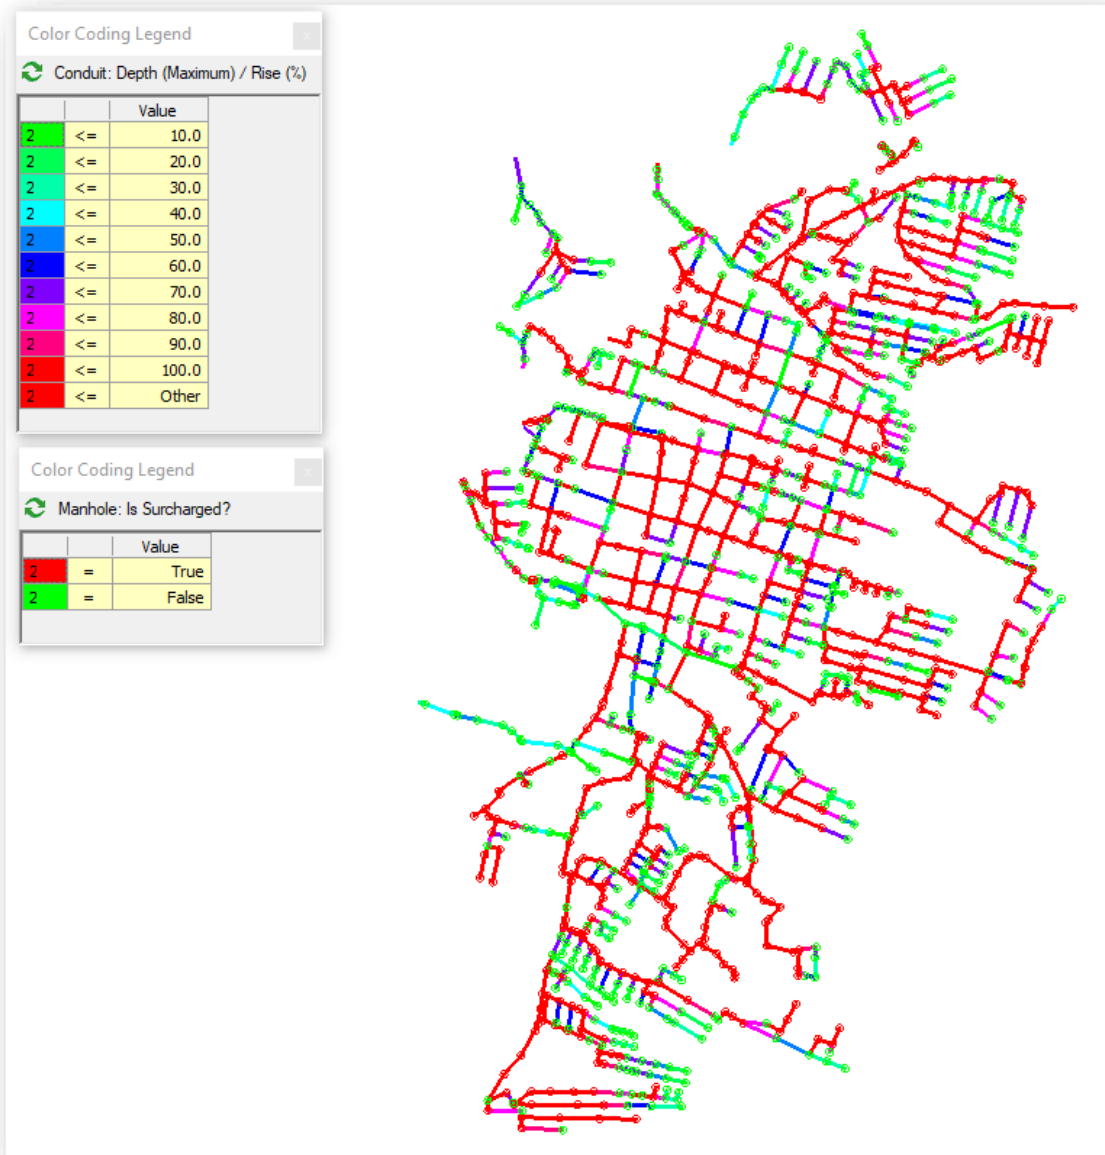 Color Coding Legend
x
Conduit: Depth (Maximum) / Rise (%)
Value
2 <= 10.0
2 <= 20.0
2 <= 30.0
2 <= 40.0
2 <= 50.0
2 <= 60.0
2 <= 70.0
2 <= 80.0
2 <= 90.0
2 <= 100.0
2 <= Other
Color Coding Legend
x
Manhole: Is Surcharged?
Value
2 = True
2 = False